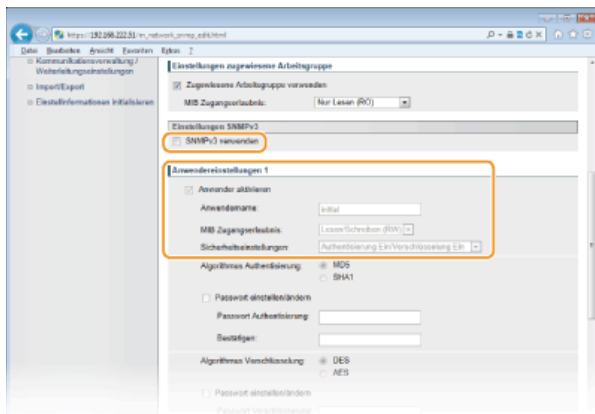 https://192.168.222.51/m_network_snmp_edit.html
Datei Bearbeiten Ansicht Favoriten Extras ?
Kommunikationsverwaltung /
Weiterleitungseinstellungen
Import/Export
Einstellinformationen initialisieren
Einstellungen zugewiesene Arbeitsgruppe
Zugewiesene Arbeitsgruppe verwenden
MIB Zugangserlaubnis: Nur Lesen (RO)
Einstellungen SNMPv3
SNMPv3 verwenden
Anwendereinstellungen 1
Anwender aktivieren
Anwendername: initial
MIB Zugangserlaubnis: Lesen/Schreiben (RW)
Sicherheitseinstellungen: Authentisierung Ein/Verschlüsselung Ein
Algorithmus Authentisierung: MD5
SHA1
Passwort einstellen/ändern
Passwort Authentisierung:
Bestätigen:
Algorithmus Verschlüsselung: DES
AES
Passwort einstellen/ändern
Passwort Verschlüsselung: